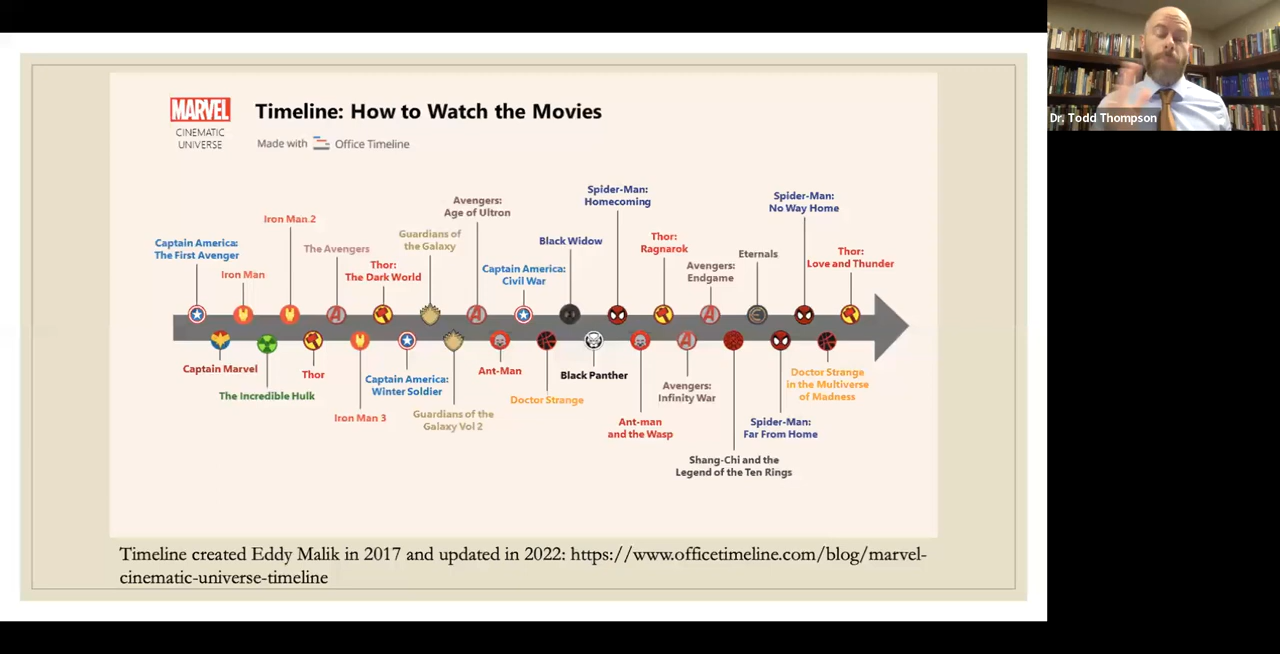 MARVEL
CINEMATIC
UNIVERSE
Timeline: How to Watch the Movies
Made with Office Timeline
Captain America:
The First Avenger
Iron Man
Iron Man 2
The Avengers
Thor:
The Dark World
Guardians of
the Galaxy
Avengers:
Age of Ultron
Captain America:
Civil War
Black Widow
Spider-Man:
Homecoming
Thor:
Ragnarok
Avengers:
Endgame
Eternals
Spider-Man:
No Way Home
Thor:
Love and Thunder
Captain Marvel
The Incredible Hulk
Thor
Iron Man 3
Captain America:
Winter Soldier
Guardians of the
Galaxy Vol 2
Ant-Man
Doctor Strange
Black Panther
Ant-man
and the Wasp
Avengers:
Infinity War
Shang-Chi and the
Legend of the Ten Rings
Spider-Man:
Far From Home
Doctor Strange
in the Multiverse
of Madness
Timeline created Eddy Malik in 2017 and updated in 2022: https://www.officetimeline.com/blog/marvel-
cinematic-universe-timeline
Dr. Todd Thompson